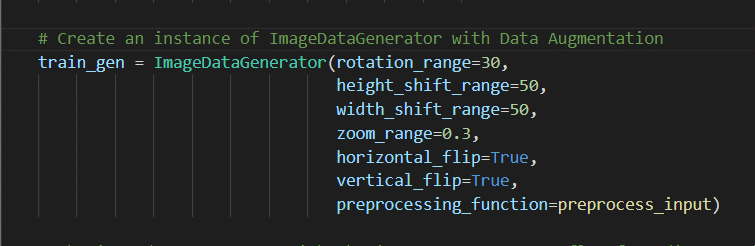 # Create an instance of ImageDataGenerator with Data Augmentation
train_gen = ImageDataGenerator(rotation_range=30,
height_shift_range=50,
width_shift_range=50,
zoom_range=0.3,
horizontal_flip=True,
vertical_flip=True,
preprocessing_function=preprocess_input)